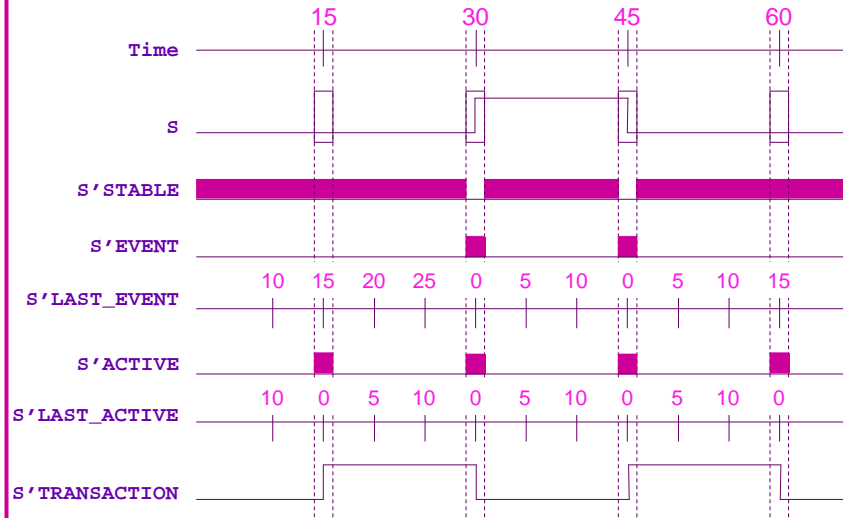 15 30 45 60
Time
S
S'STABLE
S'EVENT
10 15 20 25 0 5 10 0 5 10 15
S'LAST_EVENT
S'ACTIVE
10 0 5 10 0 5 10 0 5 10 0
S'LAST_ACTIVE
S'TRANSACTION